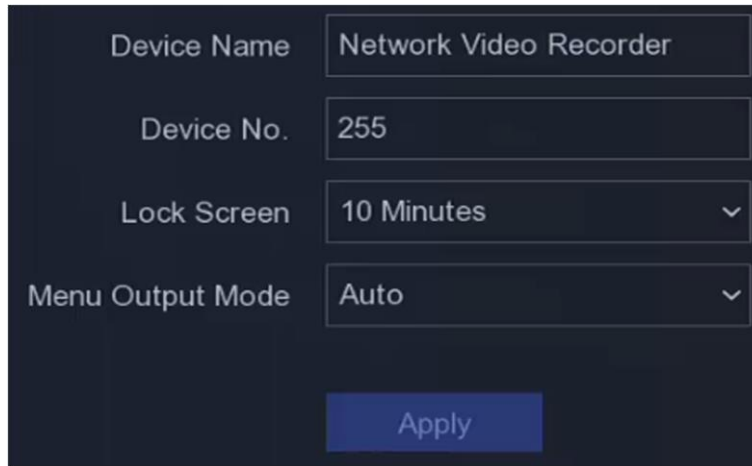 Device Name Network Video Recorder
Device No. 255
Lock Screen 10 Minutes
Menu Output Mode Auto
Apply